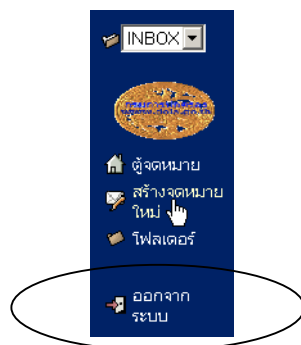 INBOX
ตู้จดหมาย
สร้างจดหมาย
ใหม่
โฟลเดอร์
ออกจาก
ระบบ